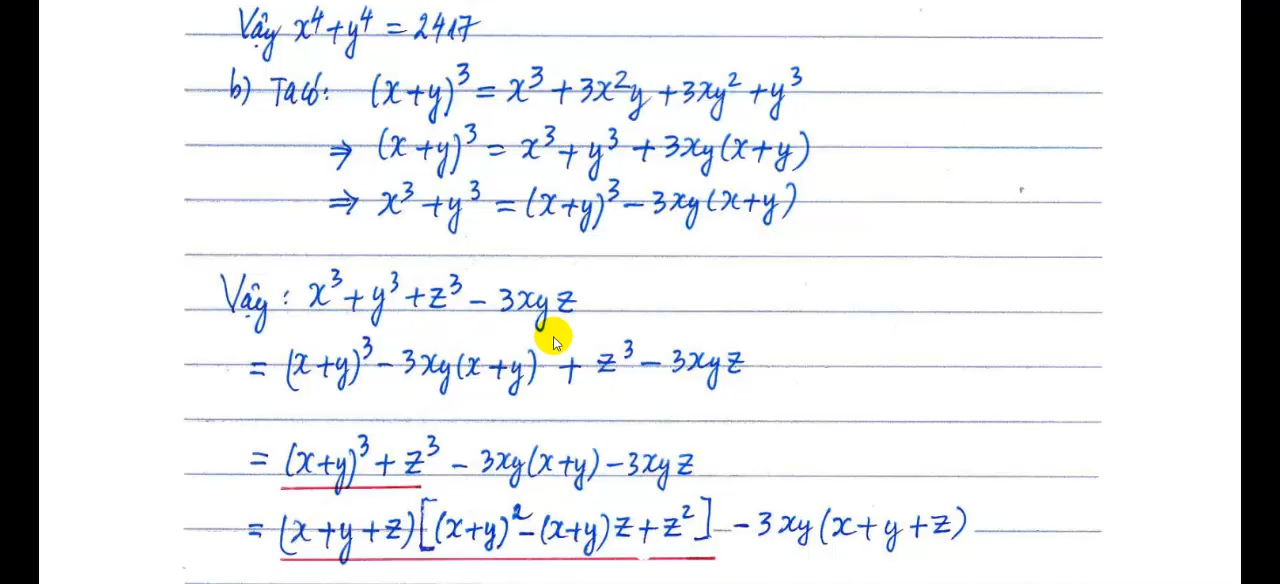 Vậy x⁴ + y⁴ = 2417
b) Ta có: (x+y)³ = x³ + 3x²y + 3xy² + y³
⇒ (x+y)³ = x³ + y³ + 3xy(x+y)
⇒ x³ + y³ = (x+y)³ − 3xy(x+y)
Vậy: x³ + y³ + z³ − 3xyz
= (x+y)³ − 3xy(x+y) + z³ − 3xyz
= (x+y)³ + z³ − 3xy(x+y) − 3xyz
= (x+y+z)[(x+y)² − (x+y)z + z²] − 3xy(x+y+z)